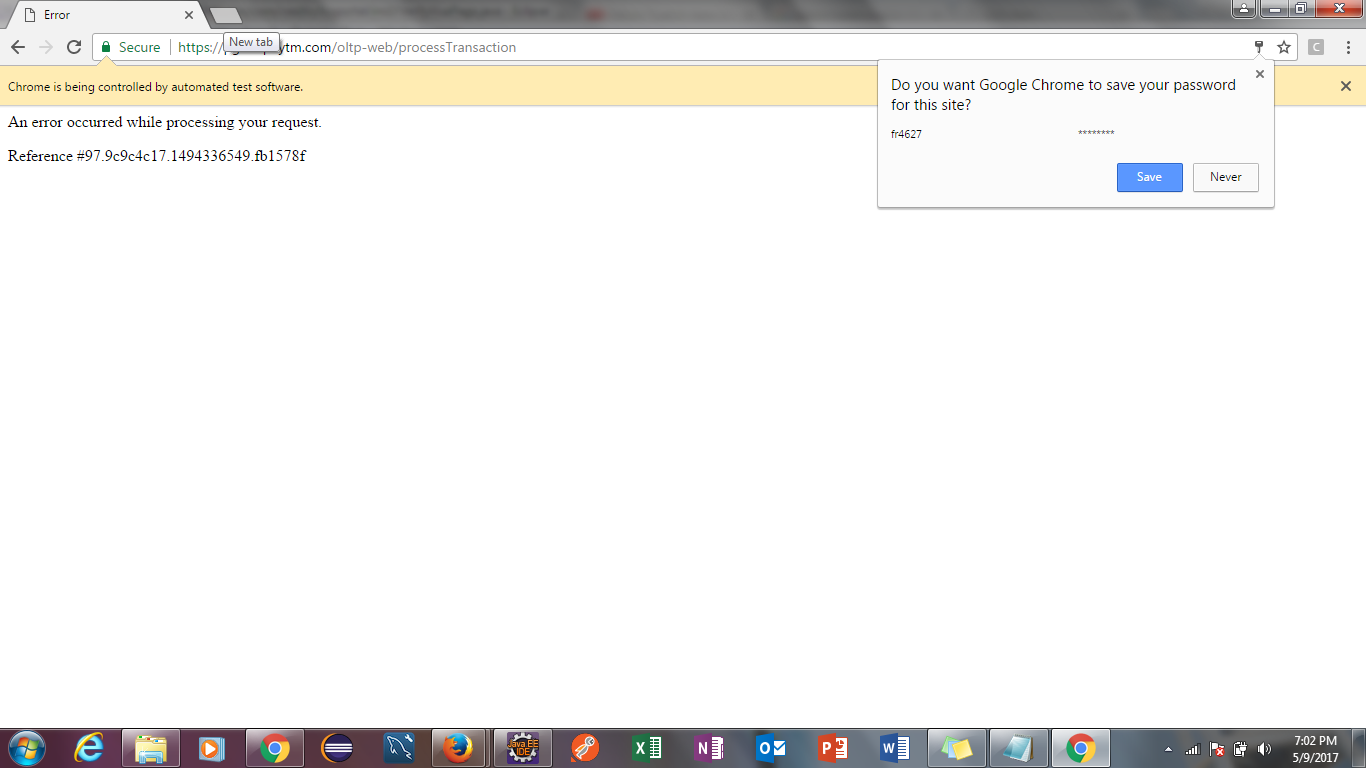 Error
New tab
Secure
https://
ytm.com/oltp-web/processTransaction
C
Chrome is being controlled by automated test software.
Do you want Google Chrome to save your password
for this site?
fr4627 ********
Save Never
An error occurred while processing your request.
Reference #97.9c9c4c17.1494336549.fb1578f
Java EE
IDE
7:02 PM
5/9/2017